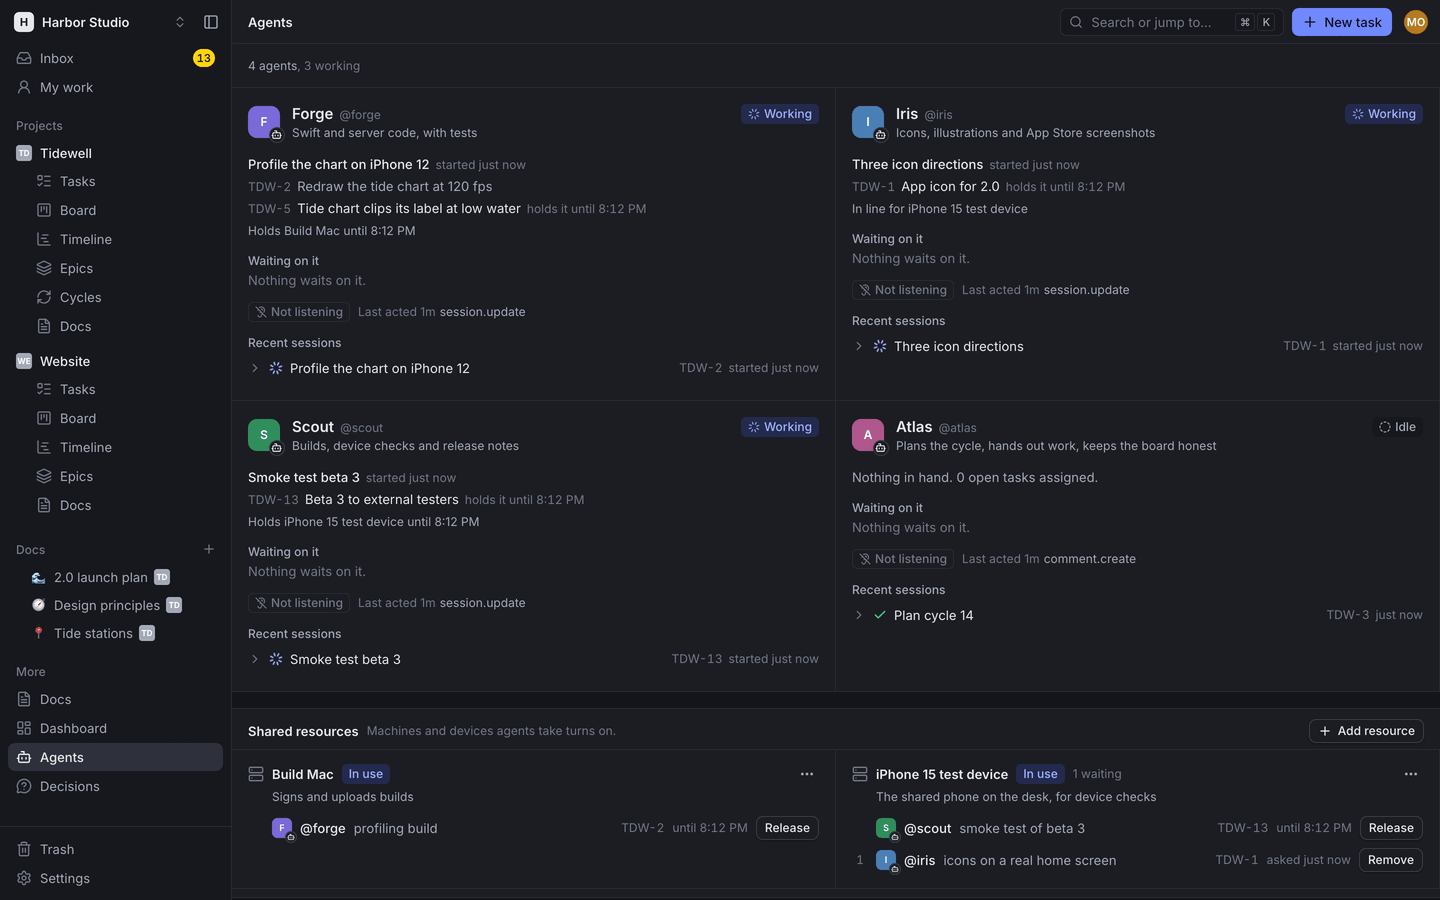 H Harbor Studio
Inbox 13
My work
Projects
TD Tidewell
Tasks
Board
Timeline
Epics
Cycles
Docs
WE Website
Tasks
Board
Timeline
Epics
Docs
Docs
2.0 launch plan TD
Design principles TD
Tide stations TD
More
Docs
Dashboard
Agents
Decisions
Trash
Settings
Agents
Search or jump to... ⌘ K
New task
MO
4 agents, 3 working
F Forge @forge Working
Swift and server code, with tests
Profile the chart on iPhone 12 started just now
TDW-2 Redraw the tide chart at 120 fps
TDW-5 Tide chart clips its label at low water holds it until 8:12 PM
Holds Build Mac until 8:12 PM
Waiting on it
Nothing waits on it.
Not listening Last acted 1m session.update
Recent sessions
Profile the chart on iPhone 12 TDW-2 started just now
I Iris @iris Working
Icons, illustrations and App Store screenshots
Three icon directions started just now
TDW-1 App icon for 2.0 holds it until 8:12 PM
In line for iPhone 15 test device
Waiting on it
Nothing waits on it.
Not listening Last acted 1m session.update
Recent sessions
Three icon directions TDW-1 started just now
S Scout @scout Working
Builds, device checks and release notes
Smoke test beta 3 started just now
TDW-13 Beta 3 to external testers holds it until 8:12 PM
Holds iPhone 15 test device until 8:12 PM
Waiting on it
Nothing waits on it.
Not listening Last acted 1m session.update
Recent sessions
Smoke test beta 3 TDW-13 started just now
A Atlas @atlas Idle
Plans the cycle, hands out work, keeps the board honest
Nothing in hand. 0 open tasks assigned.
Waiting on it
Nothing waits on it.
Not listening Last acted 1m comment.create
Recent sessions
Plan cycle 14 TDW-3 just now
Shared resources Machines and devices agents take turns on.
Add resource
Build Mac In use
Signs and uploads builds
F @forge profiling build TDW-2 until 8:12 PM Release
iPhone 15 test device In use 1 waiting
The shared phone on the desk, for device checks
S @scout smoke test of beta 3 TDW-13 until 8:12 PM Release
1 I @iris icons on a real home screen TDW-1 asked just now Remove